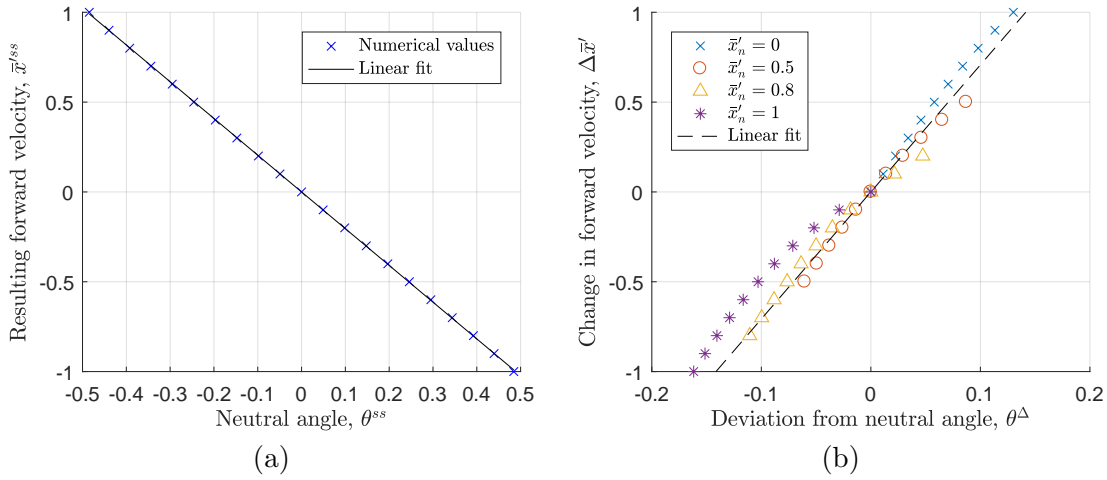 1
0.5
0
-0.5
-1
-0.5 -0.4 -0.3 -0.2 -0.1 0 0.1 0.2 0.3 0.4 0.5
Resulting forward velocity, x̄′ˢˢ
Neutral angle, θˢˢ
Numerical values
Linear fit
(a)
1
0.5
0
-0.5
-1
-0.2 -0.1 0 0.1 0.2
Change in forward velocity, Δx̄′
Deviation from neutral angle, θ^Δ
x̄′ₙ = 0
x̄′ₙ = 0.5
x̄′ₙ = 0.8
x̄′ₙ = 1
Linear fit
(b)